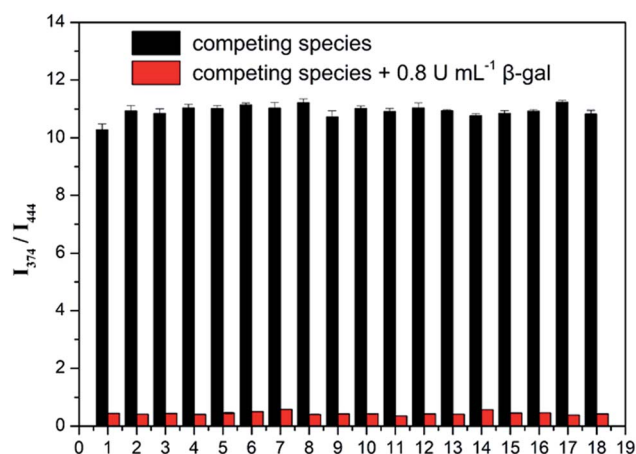 14
12
10
8
6
4
2
0
I374 / I444
competing species
competing species + 0.8 U mL-1 β-gal
0 1 2 3 4 5 6 7 8 9 10 11 12 13 14 15 16 17 18 19